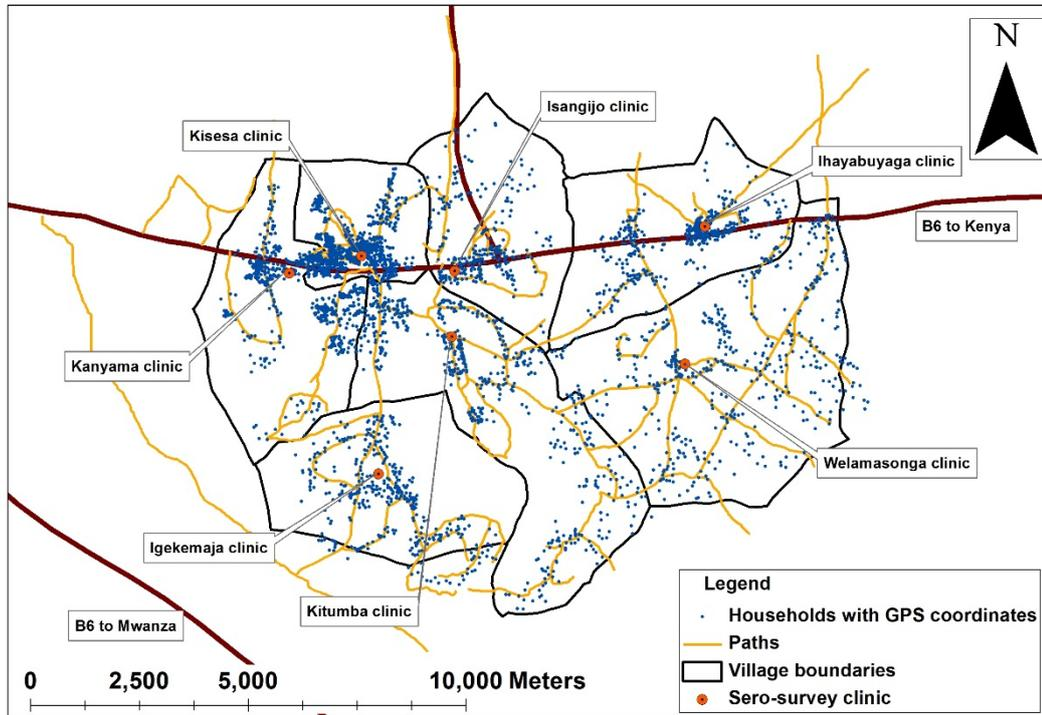 N
Isangijo clinic
Kisesa clinic
Ihayabuyaga clinic
B6 to Kenya
Kanyama clinic
Welamasonga clinic
Igekemaja clinic
Kitumba clinic
B6 to Mwanza
Legend
Households with GPS coordinates
Paths
Village boundaries
Sero-survey clinic
0 2,500 5,000 10,000 Meters